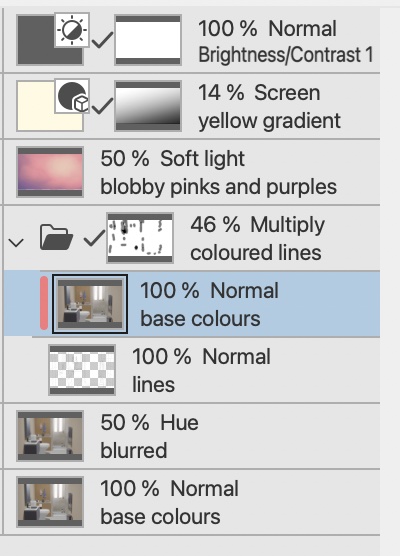 100 % Normal
Brightness/Contrast 1
14 % Screen
yellow gradient
50 % Soft light
blobby pinks and purples
46 % Multiply
coloured lines
100 % Normal
base colours
100 % Normal
lines
50 % Hue
blurred
100 % Normal
base colours